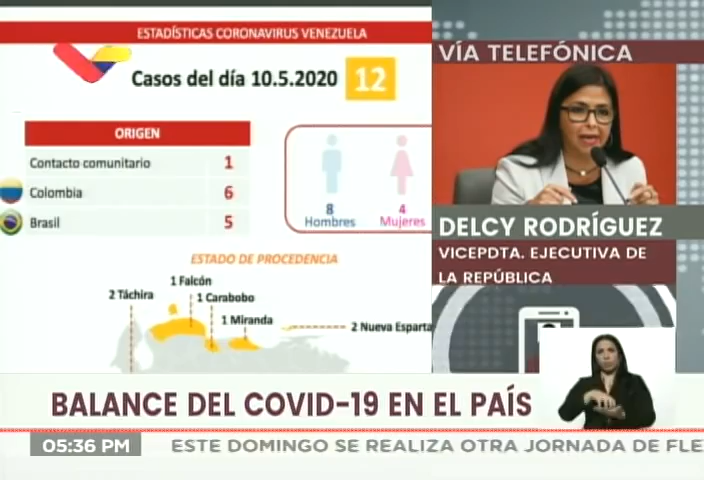 ESTADÍSTICAS CORONAVIRUS VENEZUELA
Casos del día 10.5.2020 12
ORIGEN
Contacto comunitario 1
Colombia 6
Brasil 5
8 Hombres
4 Mujeres
ESTADO DE PROCEDENCIA
1 Falcón
2 Táchira
1 Carabobo
1 Miranda
2 Nueva Esparta
VÍA TELEFÓNICA
DELCY RODRÍGUEZ
VICEPDTA. EJECUTIVA DE
LA REPÚBLICA
BALANCE DEL COVID-19 EN EL PAÍS
05:36 PM ESTE DOMINGO SE REALIZA OTRA JORNADA DE FLE